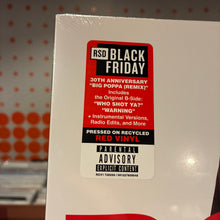 RSD BLACK
FRIDAY
30TH ANNIVERSARY
"BIG POPPA (REMIX)"
Includes
the Original B-Side:
"WHO SHOT YA?"
"WARNING"
+ Instrumental Versions,
Radio Edits, and More
PRESSED ON RECYCLED
RED VINYL
PARENTAL
ADVISORY
EXPLICIT CONTENT